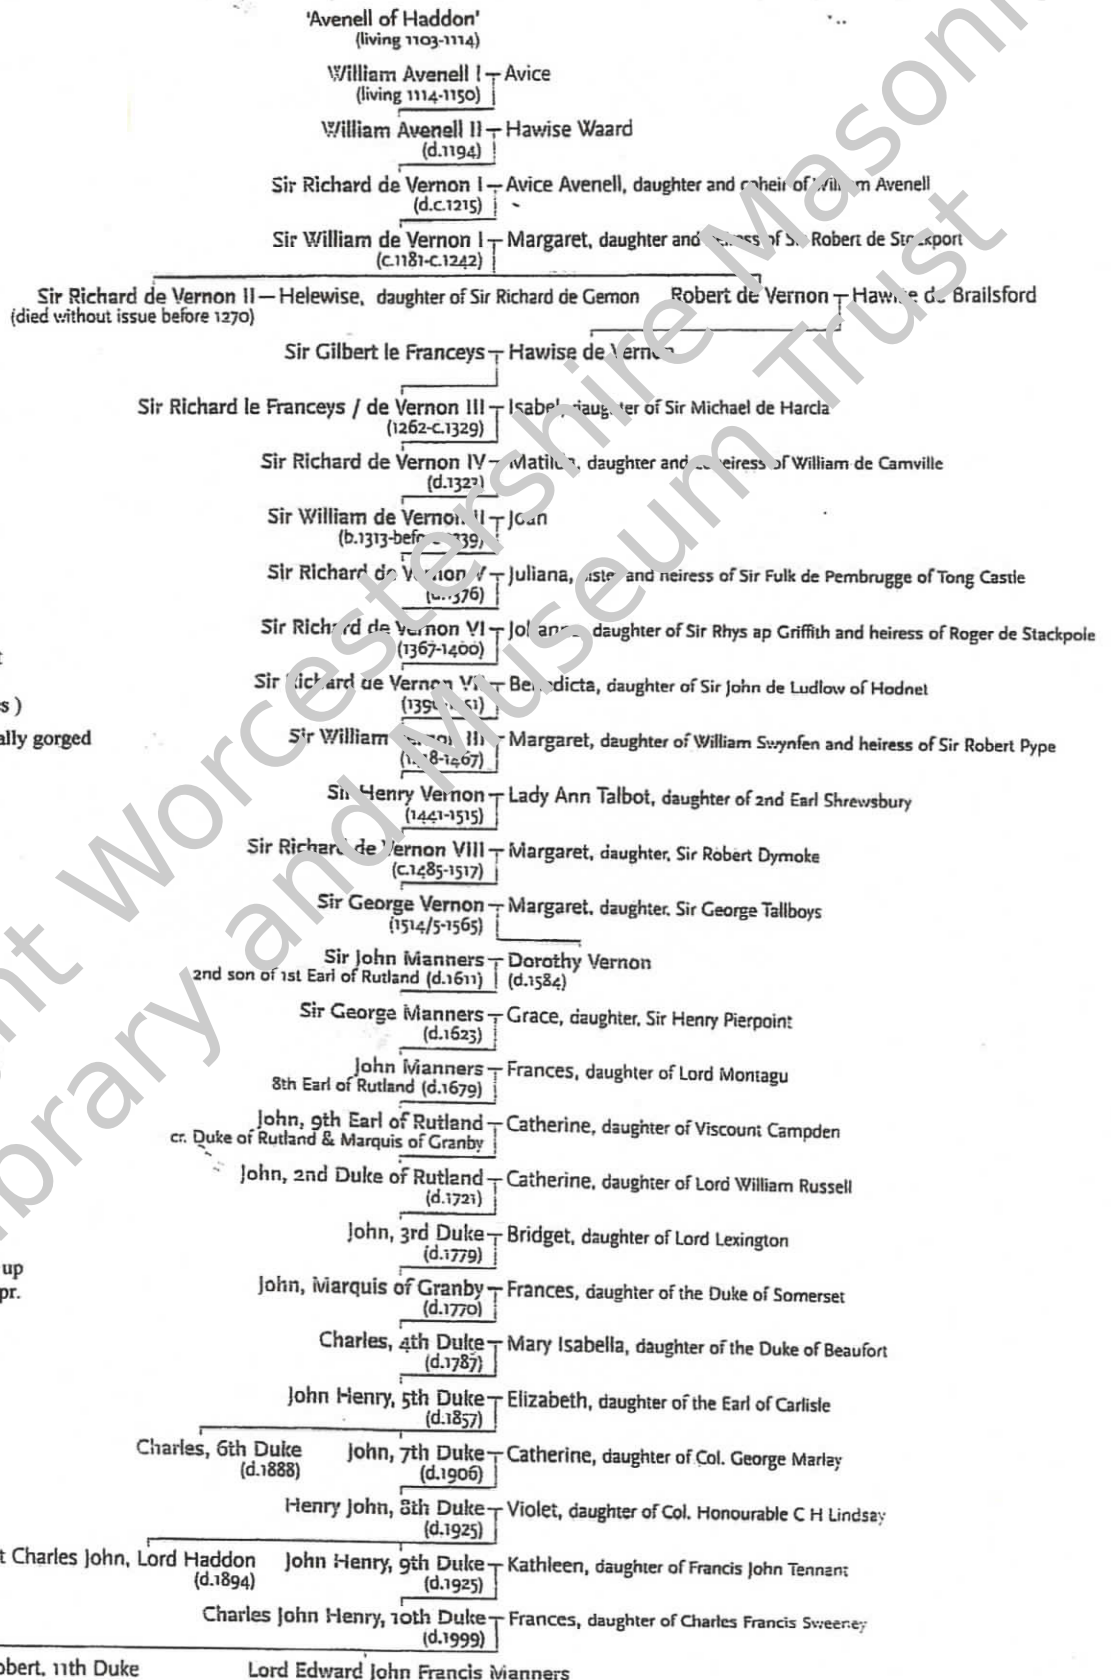 'Avenell of Haddon'
(living 1103-1114)
William Avenell I Avice
(living 1114-1150)
William Avenell II Hawise Waard
(d.1194)
Sir Richard de Vernon I Avice Avenell, daughter and coheir of William Avenell
(d.c.1215)
Sir William de Vernon I Margaret, daughter and heiress of Sir Robert de Stockport
(c.1181-c.1242)
Sir Richard de Vernon II Helewise, daughter of Sir Richard de Gernon Robert de Vernon Hawise de Brailsford
(died without issue before 1270)
Sir Gilbert le Franceys Hawise de Vernon
Sir Richard le Franceys / de Vernon III Isabel, daughter of Sir Michael de Harcla
(1262-c.1329)
Sir Richard de Vernon IV Matilda, daughter and coheiress of William de Camville
(d.1323)
Sir William de Vernon II Joan
(b.1313-before 1339)
Sir Richard de Vernon V Juliana, sister and heiress of Sir Fulk de Pembrugge of Tong Castle
(d.1376)
Sir Richard de Vernon VI Johanna, daughter of Sir Rhys ap Griffith and heiress of Roger de Stackpole
(1367-1400)
t
Sir Richard de Vernon VII Benedicta, daughter of Sir John de Ludlow of Hodnet
s )
ally gorged
Sir William Vernon III Margaret, daughter of William Swynfen and heiress of Sir Robert Pype
Sir Henry Vernon Lady Ann Talbot, daughter of 2nd Earl Shrewsbury
(1441-1515)
Sir Richard de Vernon VIII Margaret, daughter, Sir Robert Dymoke
(c.1485-1517)
Sir George Vernon Margaret, daughter, Sir George Tallboys
(1514/5-1565)
Sir John Manners Dorothy Vernon
2nd son of 1st Earl of Rutland (d.1611) (d.1584)
Sir George Manners Grace, daughter, Sir Henry Pierpoint
(d.1623)
John Manners Frances, daughter of Lord Montagu
8th Earl of Rutland (d.1679)
John, 9th Earl of Rutland Catherine, daughter of Viscount Campden
cr. Duke of Rutland & Marquis of Granby
John, 2nd Duke of Rutland Catherine, daughter of Lord William Russell
(d.1721)
John, 3rd Duke Bridget, daughter of Lord Lexington
(d.1779)
up
pr.
John, Marquis of Granby Frances, daughter of the Duke of Somerset
(d.1770)
Charles, 4th Duke Mary Isabella, daughter of the Duke of Beaufort
(d.1787)
John Henry, 5th Duke Elizabeth, daughter of the Earl of Carlisle
(d.1857)
Charles, 6th Duke John, 7th Duke Catherine, daughter of Col. George Marlay
(d.1888) (d.1906)
Henry John, 8th Duke Violet, daughter of Col. Honourable C H Lindsay
(d.1925)
t Charles John, Lord Haddon John Henry, 9th Duke Kathleen, daughter of Francis John Tennant
(d.1894) (d.1925)
Charles John Henry, 10th Duke Frances, daughter of Charles Francis Sweeney
(d.1999)
obert, 11th Duke Lord Edward John Francis Manners
nt Worcestershire Masoni
brary and Museum Trust